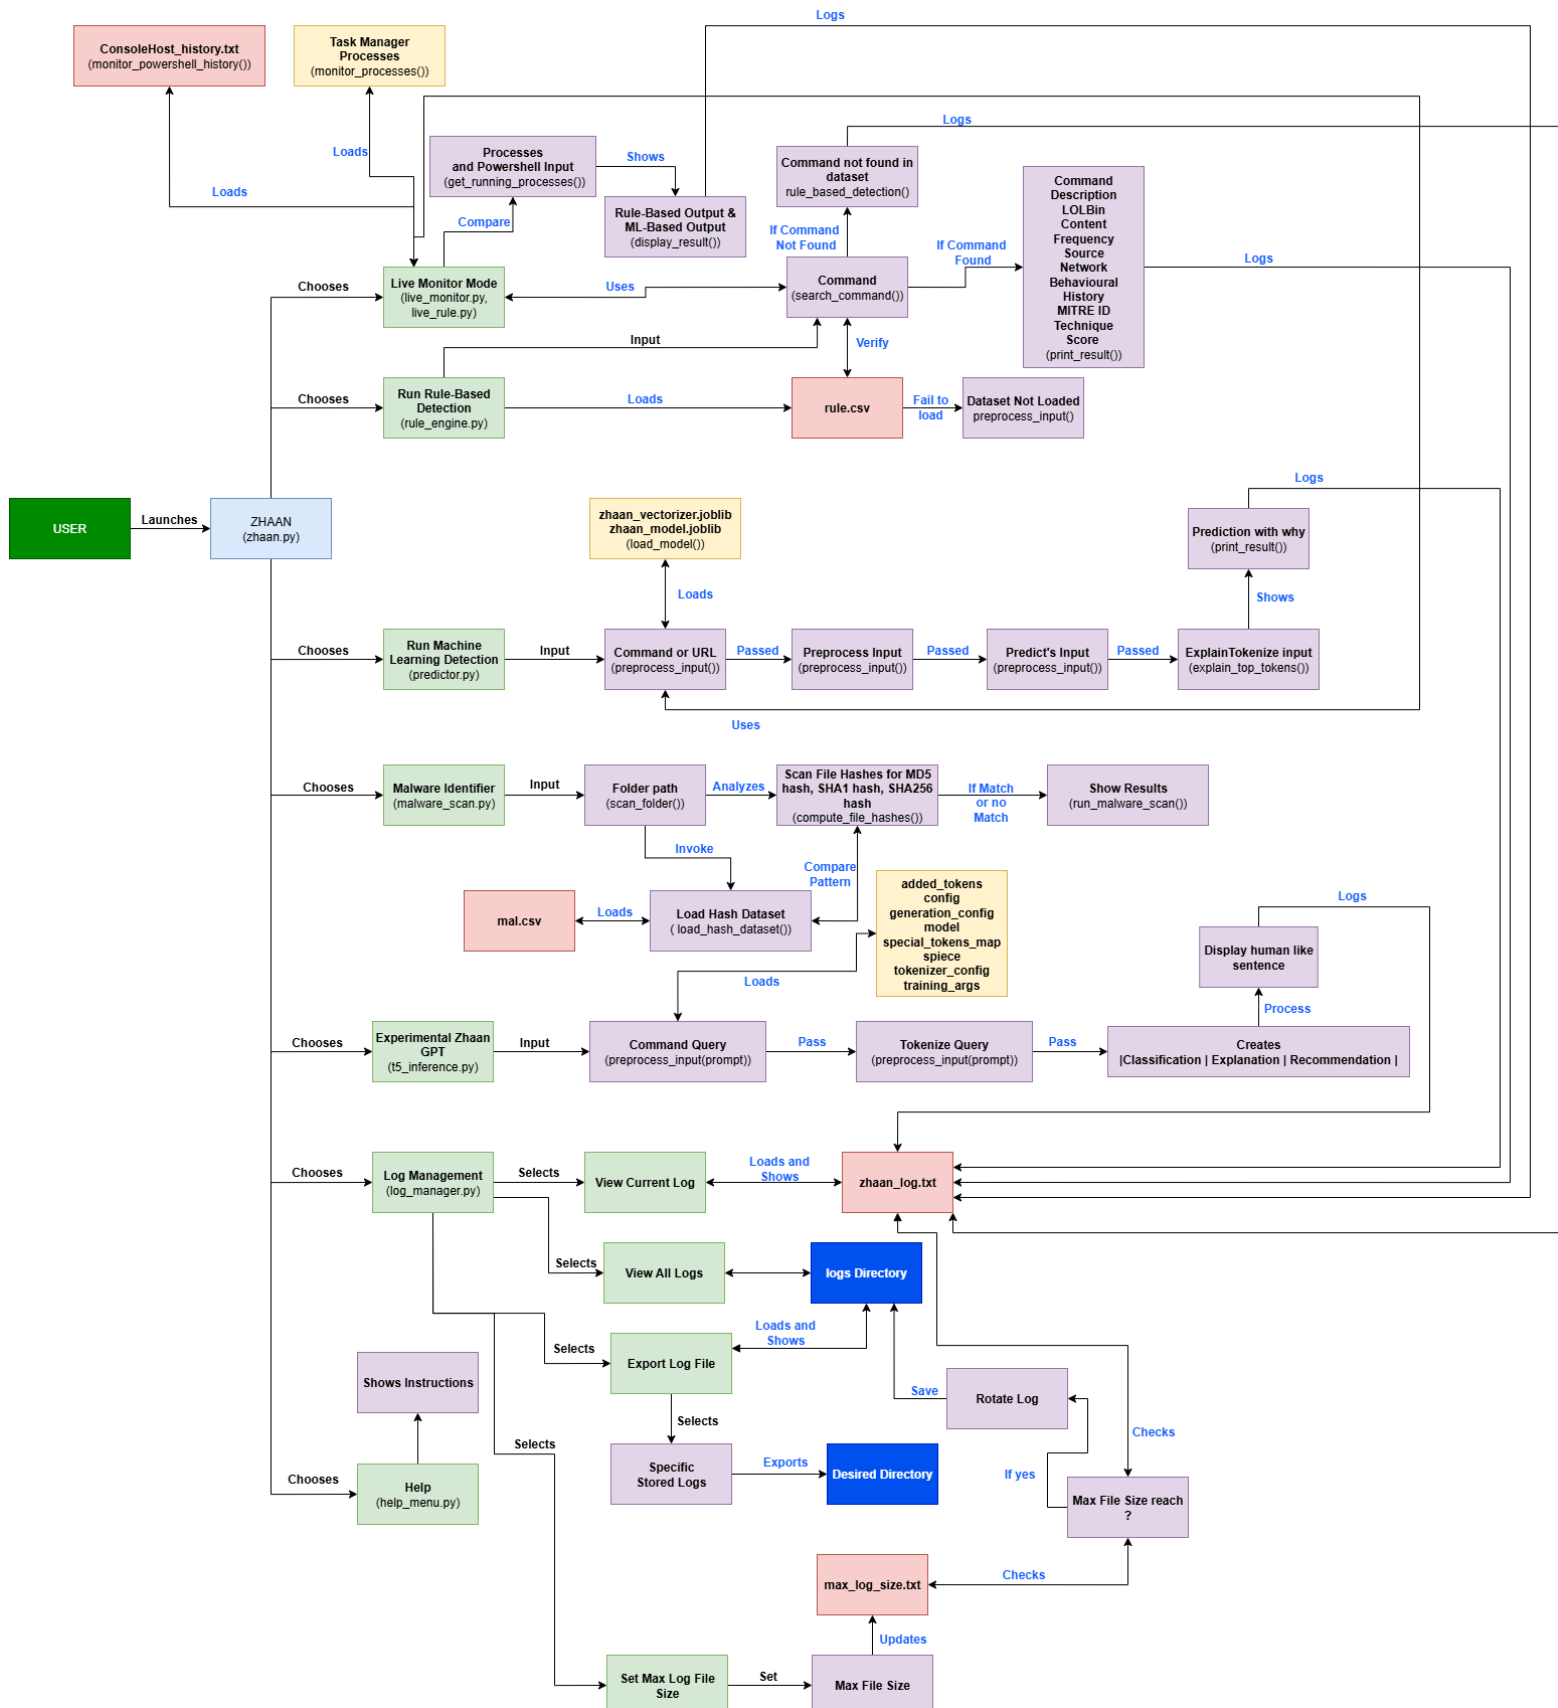 Logs
ConsoleHost_history.txt
(monitor_powershell_history())
Task Manager
Processes
(monitor_processes())
Loads
Loads
Processes
and Powershell Input
(get_running_processes())
Shows
Compare
Rule-Based Output &
ML-Based Output
(display_result())
Logs
Command not found in
dataset
rule_based_detection()
If Command
Not Found
If Command
Found
Command
Description
LOLBin
Content
Frequency
Source
Network
Behavioural
History
MITRE ID
Technique
Score
(print_result())
Logs
Chooses
Live Monitor Mode
(live_monitor.py,
live_rule.py)
Uses
Command
(search_command())
Input
Verify
Chooses
Run Rule-Based
Detection
(rule_engine.py)
Loads
rule.csv
Fail to
load
Dataset Not Loaded
preprocess_input()
USER
Launches
ZHAAN
(zhaan.py)
zhaan_vectorizer.joblib
zhaan_model.joblib
(load_model())
Loads
Logs
Prediction with why
(print_result())
Shows
Chooses
Run Machine
Learning Detection
(predictor.py)
Input
Command or URL
(preprocess_input())
Passed
Preprocess Input
(preprocess_input())
Passed
Predict's Input
(preprocess_input())
Passed
ExplainTokenize input
(explain_top_tokens())
Uses
Chooses
Malware Identifier
(malware_scan.py)
Input
Folder path
(scan_folder())
Analyzes
Scan File Hashes for MD5
hash, SHA1 hash, SHA256
hash
(compute_file_hashes())
If Match
or no
Match
Show Results
(run_malware_scan())
Invoke
Compare
Pattern
mal.csv
Loads
Load Hash Dataset
( load_hash_dataset())
added_tokens
config
generation_config
model
special_tokens_map
spiece
tokenizer_config
training_args
Loads
Logs
Display human like
sentence
Process
Chooses
Experimental Zhaan
GPT
(t5_inference.py)
Input
Command Query
(preprocess_input(prompt))
Pass
Tokenize Query
(preprocess_input(prompt))
Pass
Creates
|Classification | Explanation | Recommendation |
Chooses
Log Management
(log_manager.py)
Selects
View Current Log
Loads and
Shows
zhaan_log.txt
Selects
View All Logs
logs Directory
Loads and
Shows
Selects
Export Log File
Shows Instructions
Save
Rotate Log
Selects
Selects
Checks
Chooses
Help
(help_menu.py)
Specific
Stored Logs
Exports
Desired Directory
If yes
Max File Size reach
?
max_log_size.txt
Checks
Updates
Set Max Log File
Size
Set
Max File Size